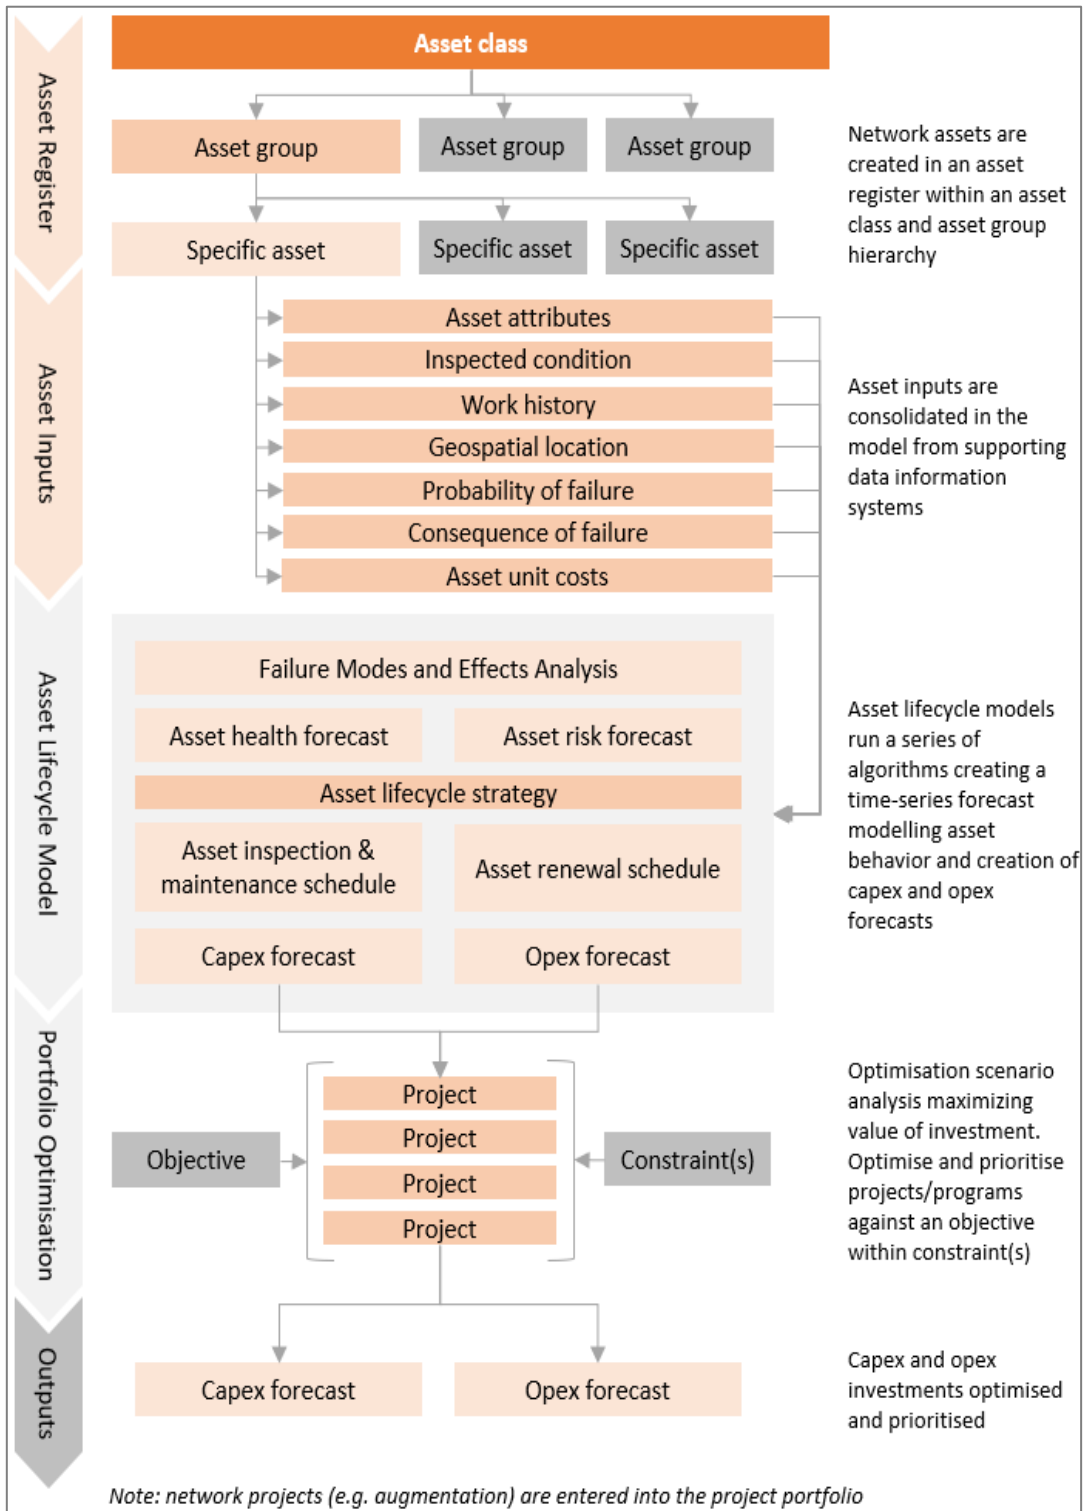 Asset class
Asset Register
Asset group
Asset group
Asset group
Specific asset
Specific asset
Specific asset
Network assets are
created in an asset
register within an asset
class and asset group
hierarchy
Asset Inputs
Asset attributes
Inspected condition
Work history
Geospatial location
Probability of failure
Consequence of failure
Asset unit costs
Asset inputs are
consolidated in the
model from supporting
data information
systems
Asset Lifecycle Model
Failure Modes and Effects Analysis
Asset health forecast
Asset risk forecast
Asset lifecycle strategy
Asset inspection &
maintenance schedule
Asset renewal schedule
Capex forecast
Opex forecast
Asset lifecycle models
run a series of
algorithms creating a
time-series forecast
modelling asset
behavior and creation of
capex and opex
forecasts
Portfolio Optimisation
Objective
Project
Project
Project
Project
Constraint(s)
Optimisation scenario
analysis maximizing
value of investment.
Optimise and prioritise
projects/programs
against an objective
within constraint(s)
Outputs
Capex forecast
Opex forecast
Capex and opex
investments optimised
and prioritised
Note: network projects (e.g. augmentation) are entered into the project portfolio